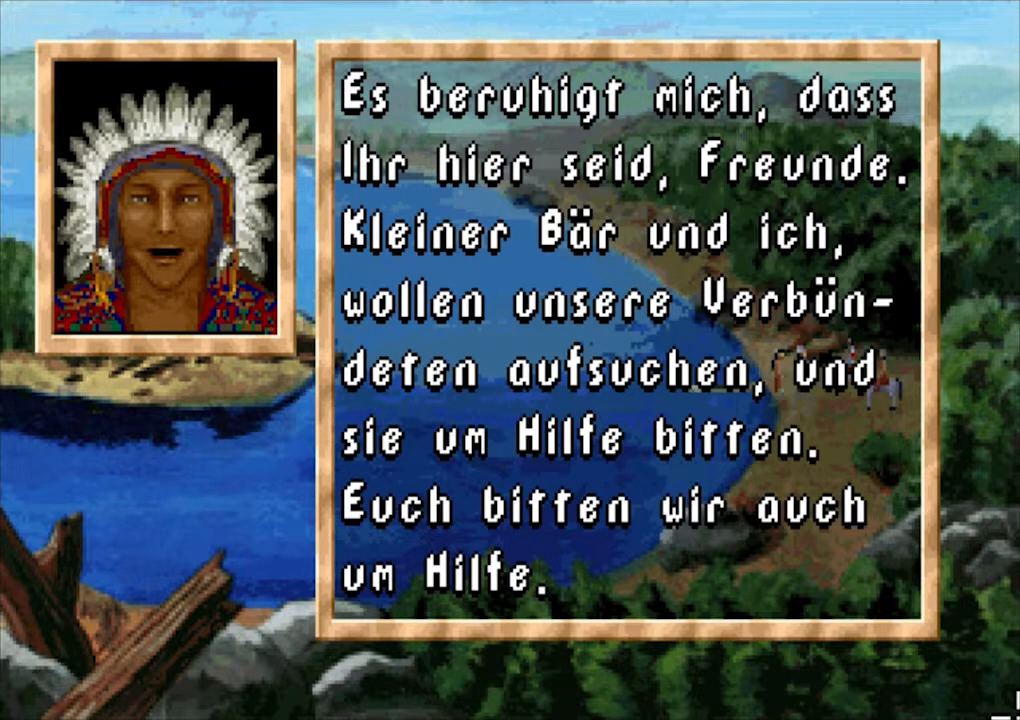 Es beruhigt mich, dass
Ihr hier seid, Freunde.
Kleiner Bär und ich,
wollen unsere Verbün-
deten aufsuchen, und
sie um Hilfe bitten.
Euch bitten wir auch
um Hilfe.